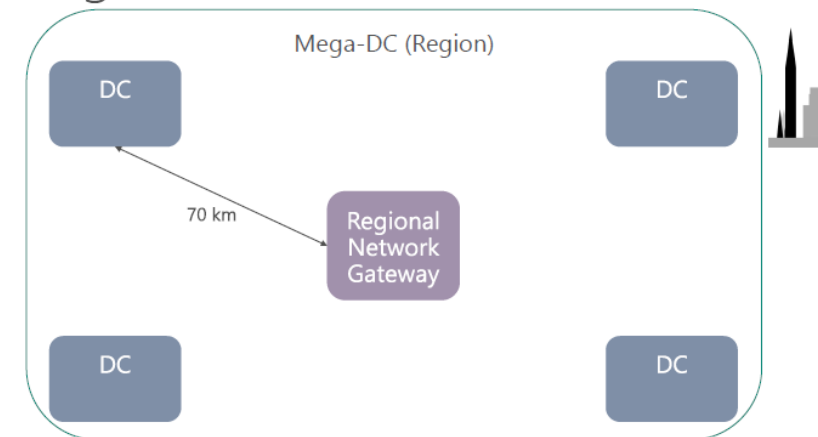 Mega-DC (Region)
DC
DC
70 km
Regional
Network
Gateway
DC
DC